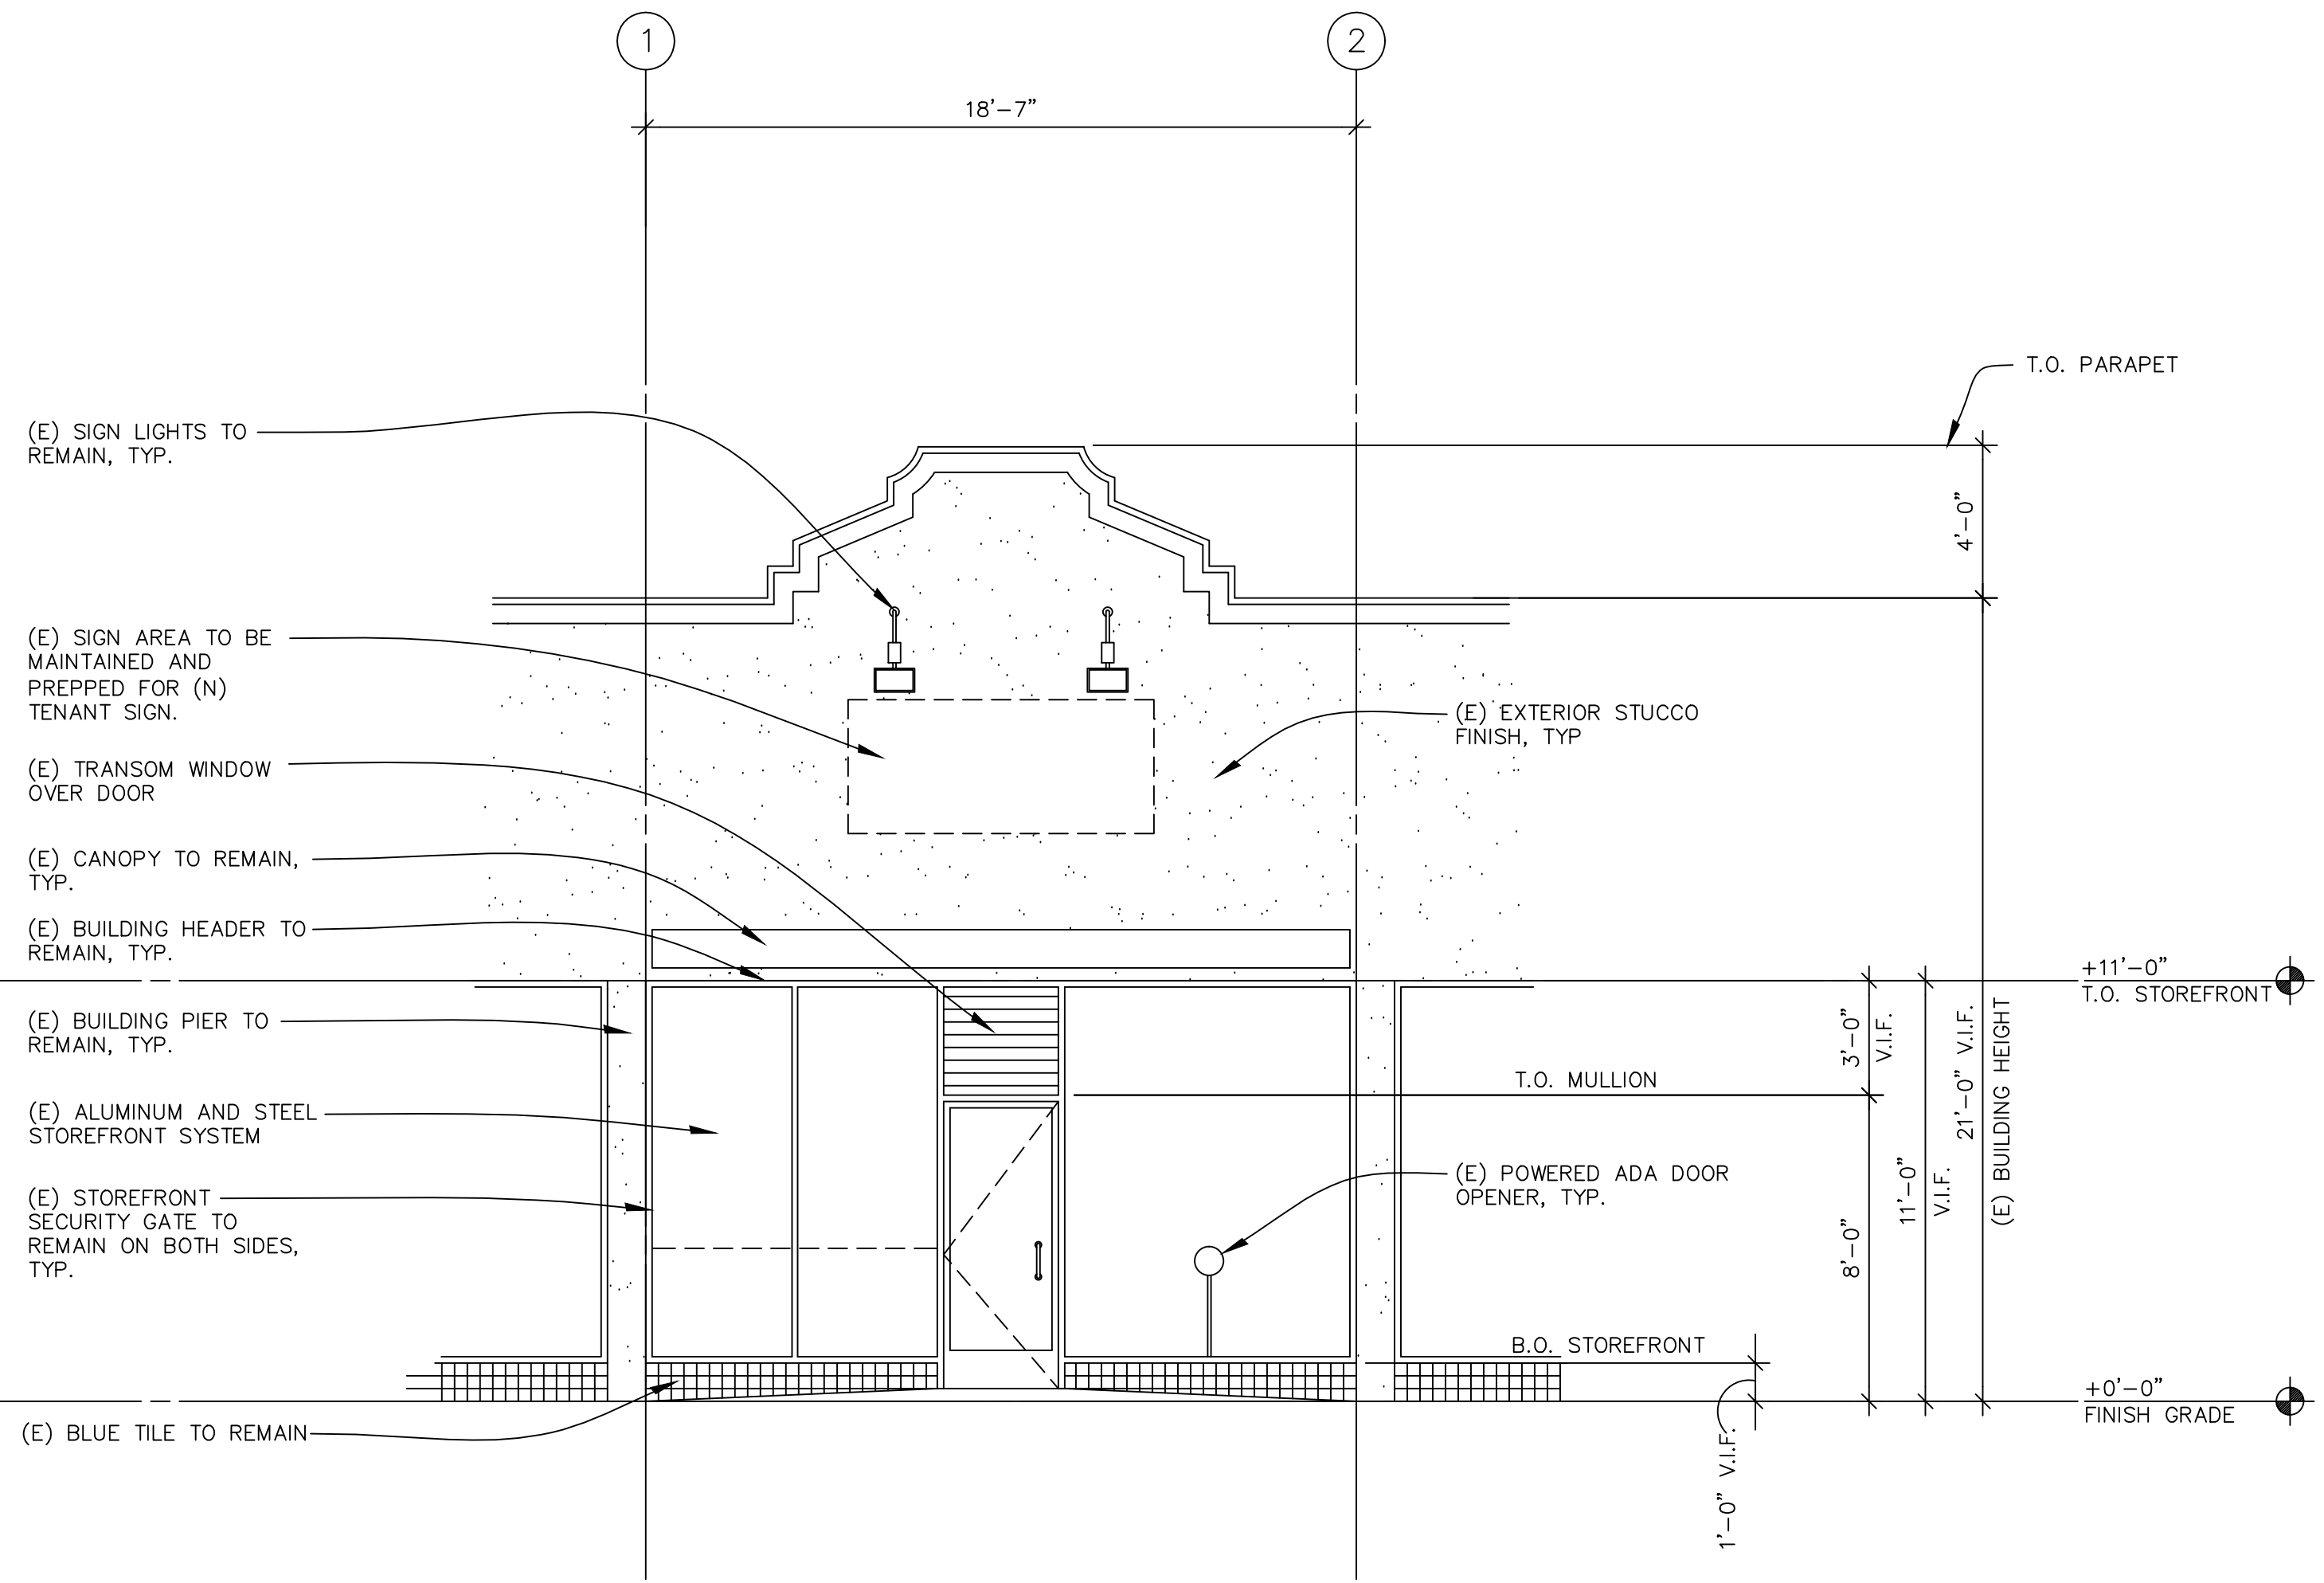 1
2
18'-7"
T.O. PARAPET
(E) SIGN LIGHTS TO
REMAIN, TYP.
4'-0"
(E) SIGN AREA TO BE
MAINTAINED AND
PREPPED FOR (N)
TENANT SIGN.
(E) EXTERIOR STUCCO
FINISH, TYP
(E) TRANSOM WINDOW
OVER DOOR
(E) CANOPY TO REMAIN,
TYP.
(E) BUILDING HEADER TO
REMAIN, TYP.
+11'-0"
T.O. STOREFRONT
(E) BUILDING PIER TO
REMAIN, TYP.
3'-0"
V.I.F.
21'-0" V.I.F.
(E) BUILDING HEIGHT
T.O. MULLION
(E) ALUMINUM AND STEEL
STOREFRONT SYSTEM
(E) POWERED ADA DOOR
OPENER, TYP.
11'-0"
V.I.F.
(E) STOREFRONT
SECURITY GATE TO
REMAIN ON BOTH SIDES,
TYP.
8'-0"
B.O. STOREFRONT
+0'-0"
FINISH GRADE
(E) BLUE TILE TO REMAIN
1'-0" V.I.F.